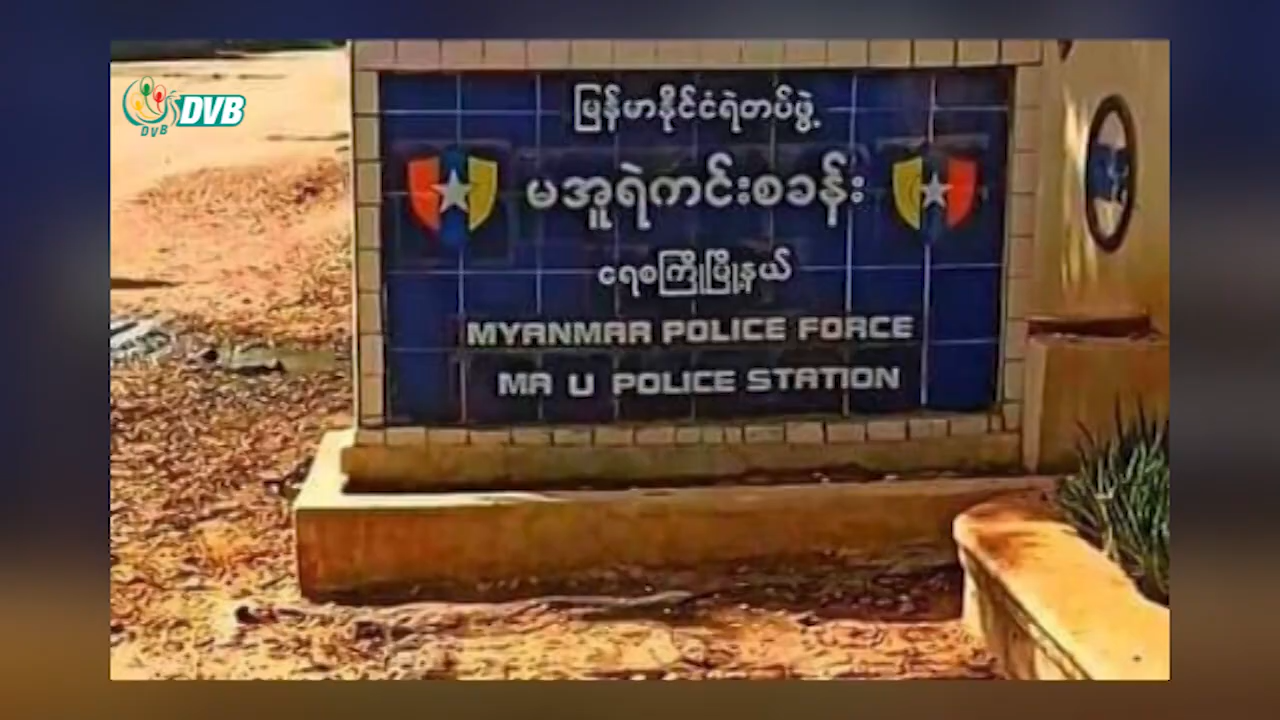 DVB
DVB
မြန်မာနိုင်ငံရဲတပ်ဖွဲ့
မအူရဲကင်းစခန်း
ရေစကြိုမြို့နယ်
MYANMAR POLICE FORCE
MA U POLICE STATION